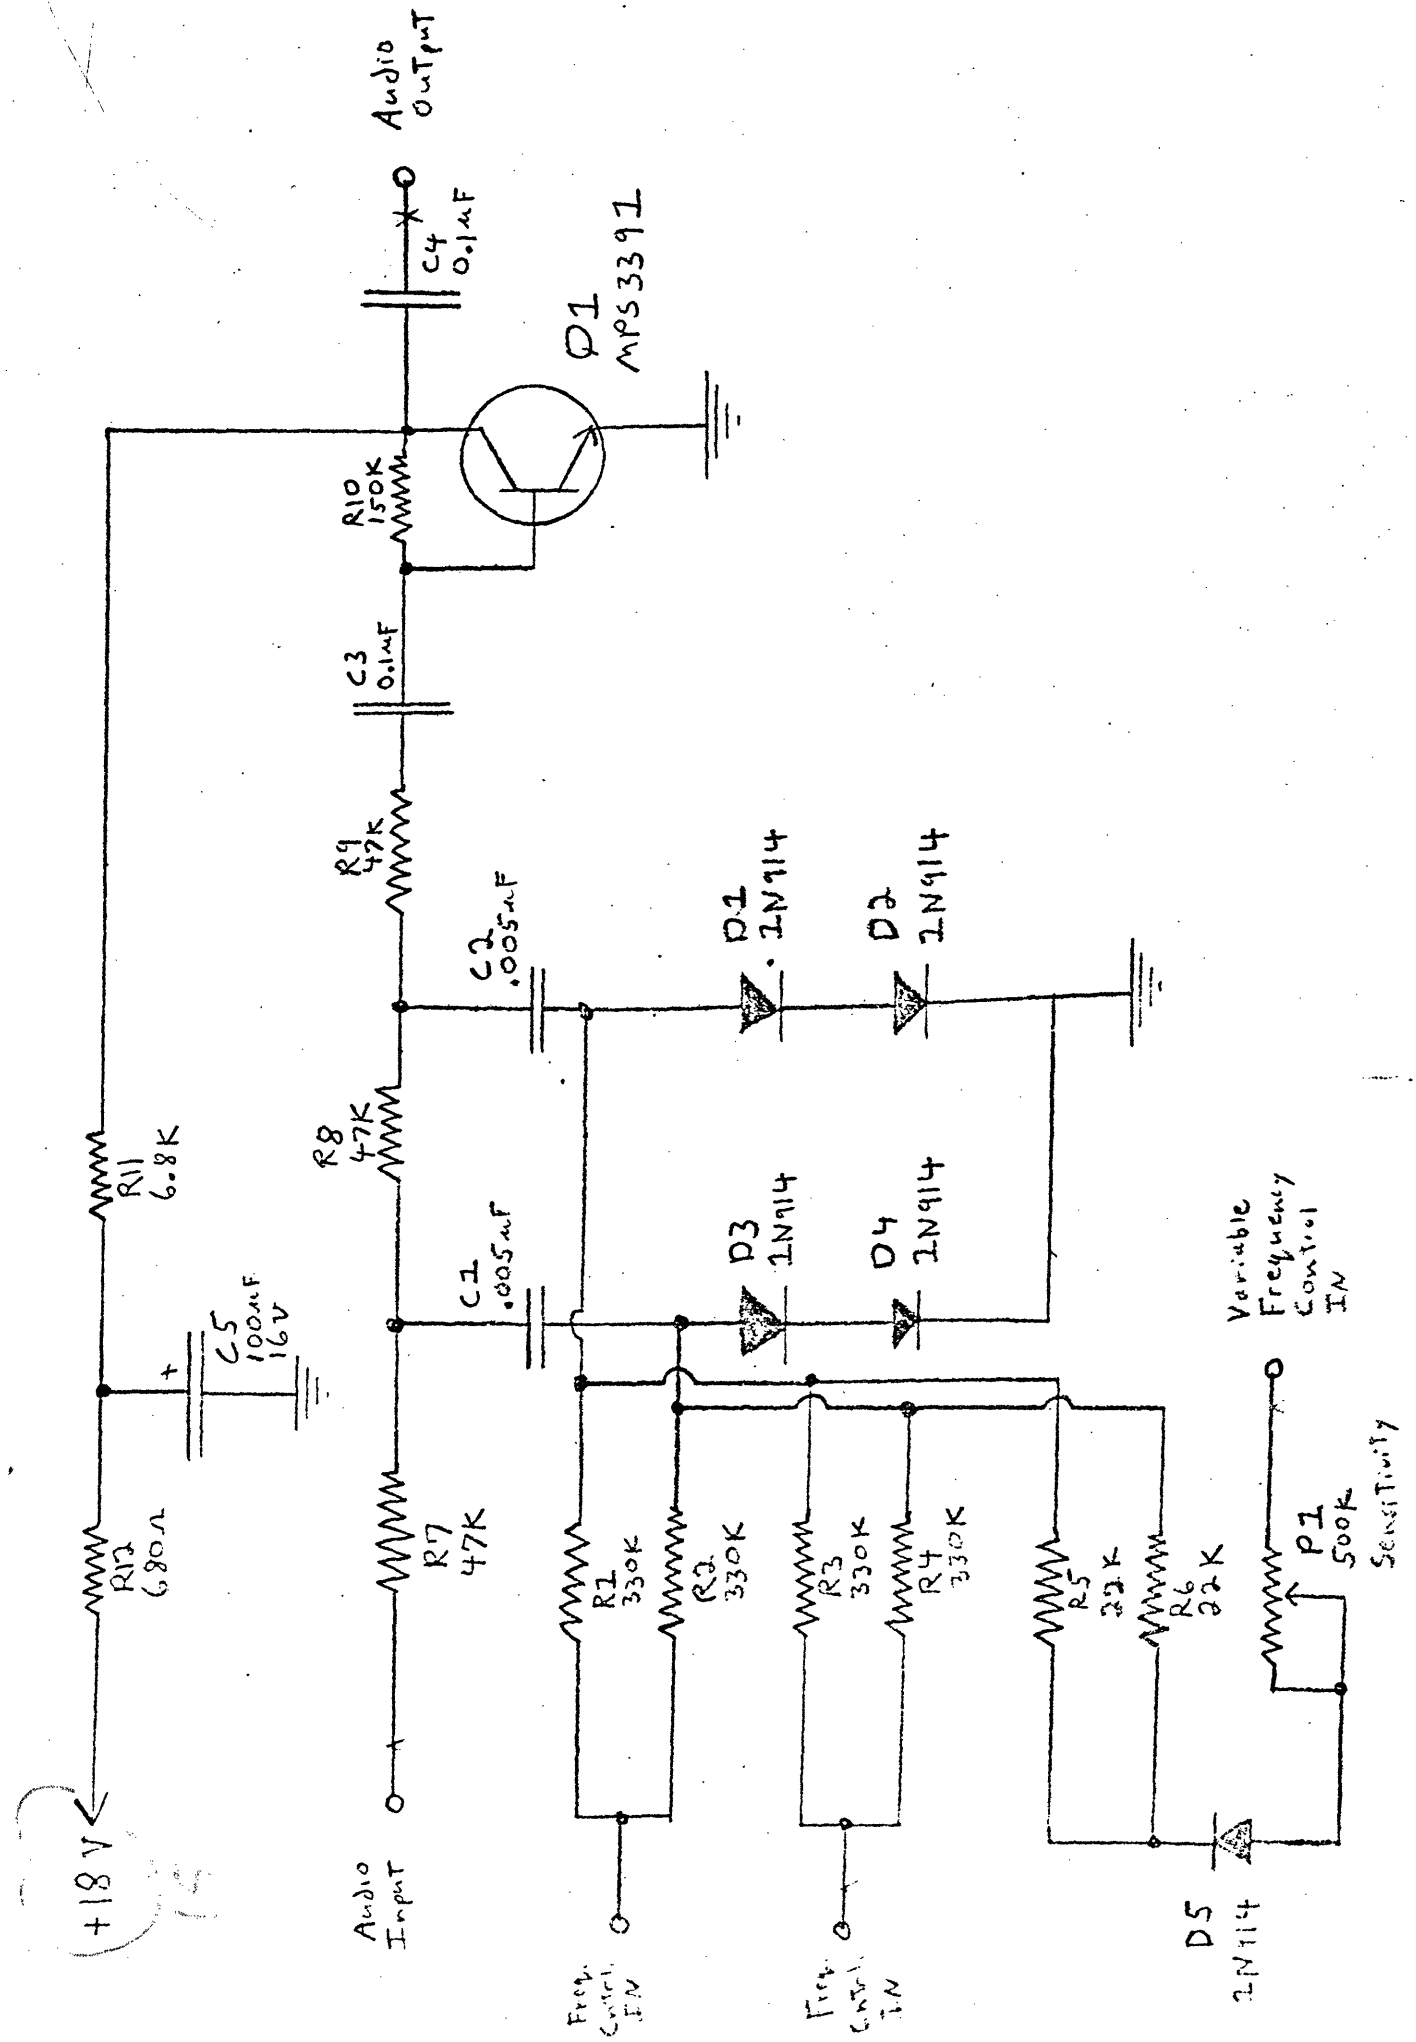 +18 V
15
R12
680Ω
C5
100uF
16V
+
R11
6.8K
Audio
Input
R7
47K
R8
47K
R9
47K
C3
0.1uF
R10
150K
C4
0.1uF
Audio
OutPut
Q1
MPS3391
C1
.005uF
C2
.005uF
Freq.
Cntrl.
IN
R1
330K
R2
330K
D3
1N914
D1
1N914
Freq.
Cntrl.
IN
R3
330K
R4
330K
D4
1N914
D2
1N914
R5
22K
R6
22K
D5
1N914
P1
500K
Sensitivity
Variable
Frequency
Control
IN